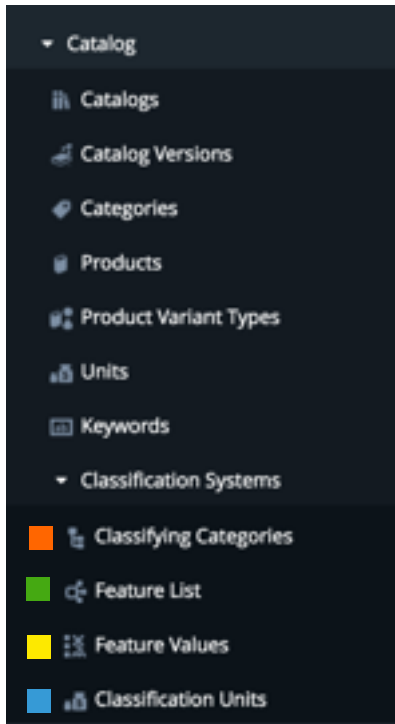 Catalog
Catalogs
Catalog Versions
Categories
Products
Product Variant Types
Units
Keywords
Classification Systems
Classifying Categories
Feature List
Feature Values
Classification Units